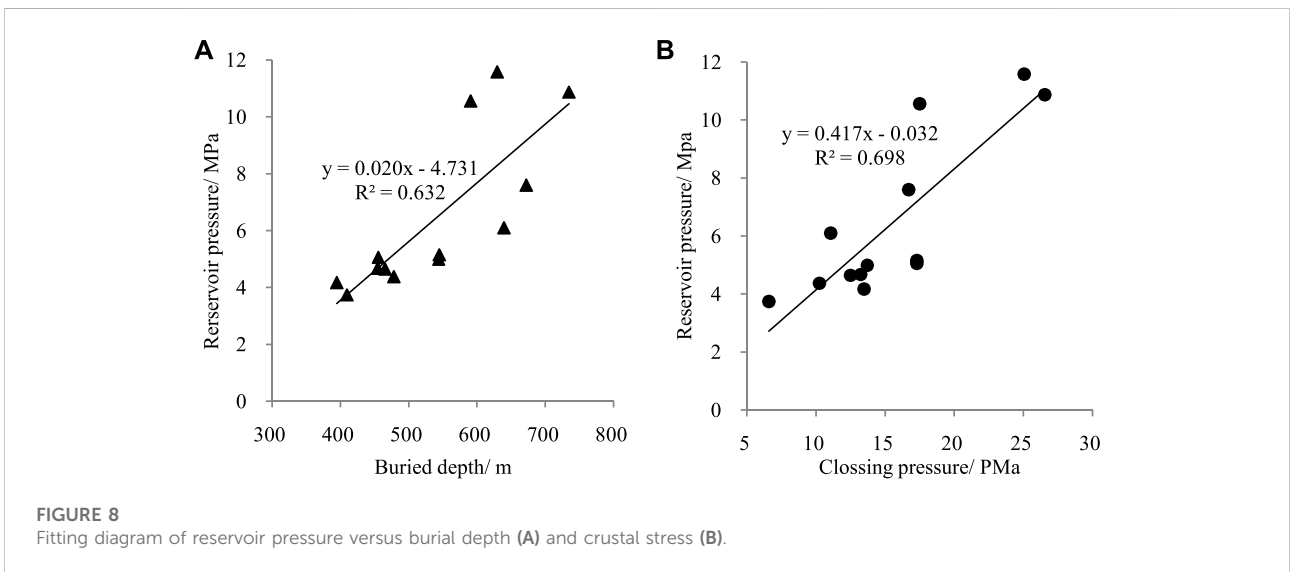 A
12
10
8
6
4
2
0
Rerservoir pressure/ MPa
y = 0.020x - 4.731
R² = 0.632
300 400 500 600 700 800
Buried depth/ m
B
12
10
8
6
4
2
0
Reservoir pressure/ Mpa
y = 0.417x - 0.032
R² = 0.698
5 10 15 20 25 30
Clossing pressure/ PMa
FIGURE 8
Fitting diagram of reservoir pressure versus burial depth (A) and crustal stress (B).